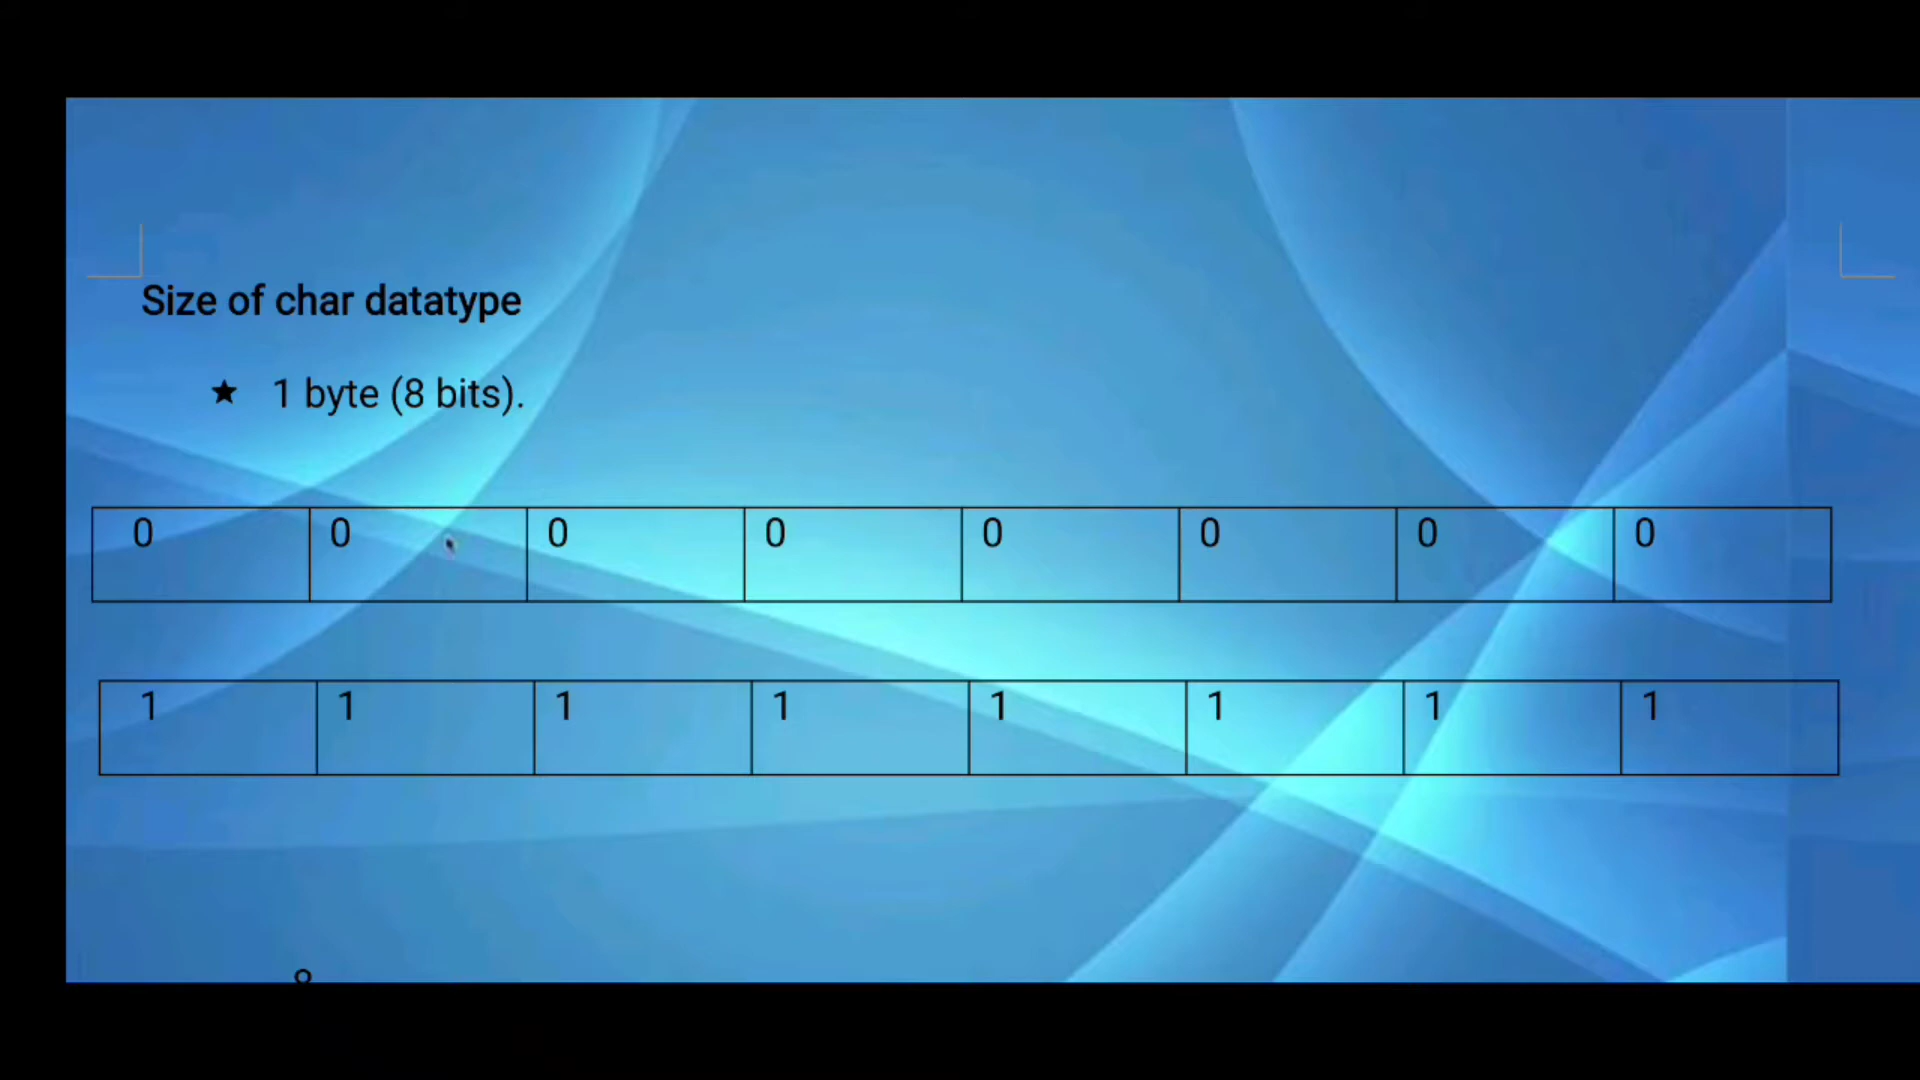 Size of char datatype
★ 1 byte (8 bits).
0 0 0 0 0 0 0 0
1 1 1 1 1 1 1 1